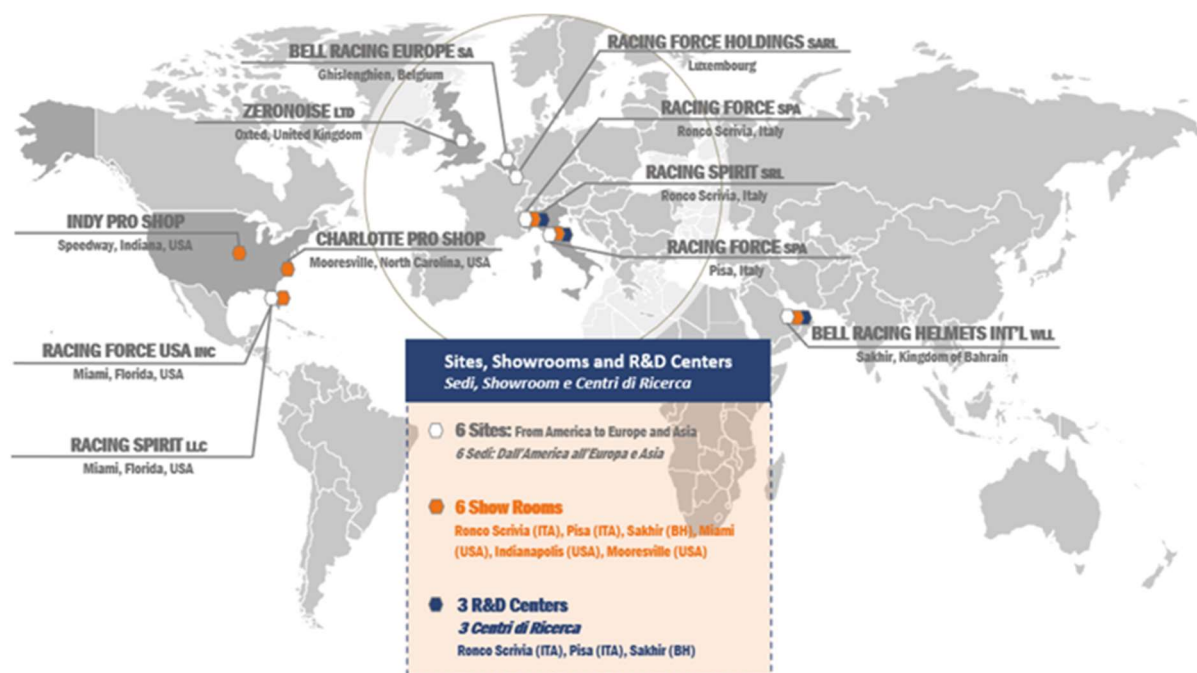 BELL RACING EUROPE SA
Ghislenghien, Belgium
RACING FORCE HOLDINGS SARL
Luxembourg
ZERONOISE LTD
Oxted, United Kingdom
RACING FORCE SPA
Ronco Scrivia, Italy
RACING SPIRIT SRL
Ronco Scrivia, Italy
INDY PRO SHOP
Speedway, Indiana, USA
CHARLOTTE PRO SHOP
Mooresville, North Carolina, USA
RACING FORCE SPA
Pisa, Italy
RACING FORCE USA INC
Miami, Florida, USA
BELL RACING HELMETS INT'L WLL
Sakhir, Kingdom of Bahrain
RACING SPIRIT LLC
Miami, Florida, USA
Sites, Showrooms and R&D Centers
Sedi, Showroom e Centri di Ricerca
6 Sites: From America to Europe and Asia
6 Sedi: Dall'America all'Europa e Asia
6 Show Rooms
Ronco Scrivia (ITA), Pisa (ITA), Sakhir (BH), Miami
(USA), Indianapolis (USA), Mooresville (USA)
3 R&D Centers
3 Centri di Ricerca
Ronco Scrivia (ITA), Pisa (ITA), Sakhir (BH)